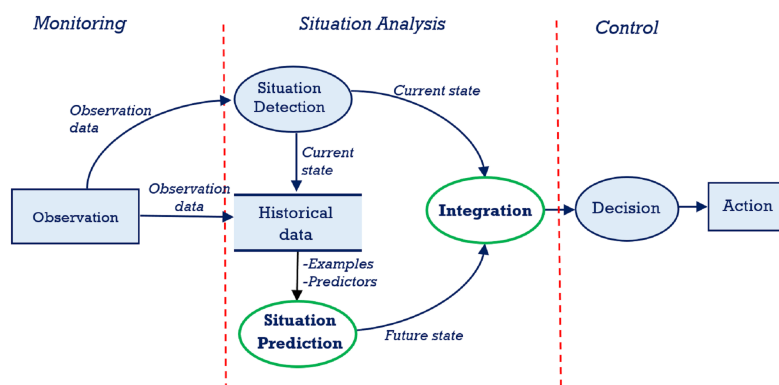 Monitoring
Situation Analysis
Control
Observation
data
Situation
Detection
Current state
Current
state
Observation
data
Observation
Historical
data
Integration
Decision
Action
-Examples
-Predictors
Situation
Prediction
Future state